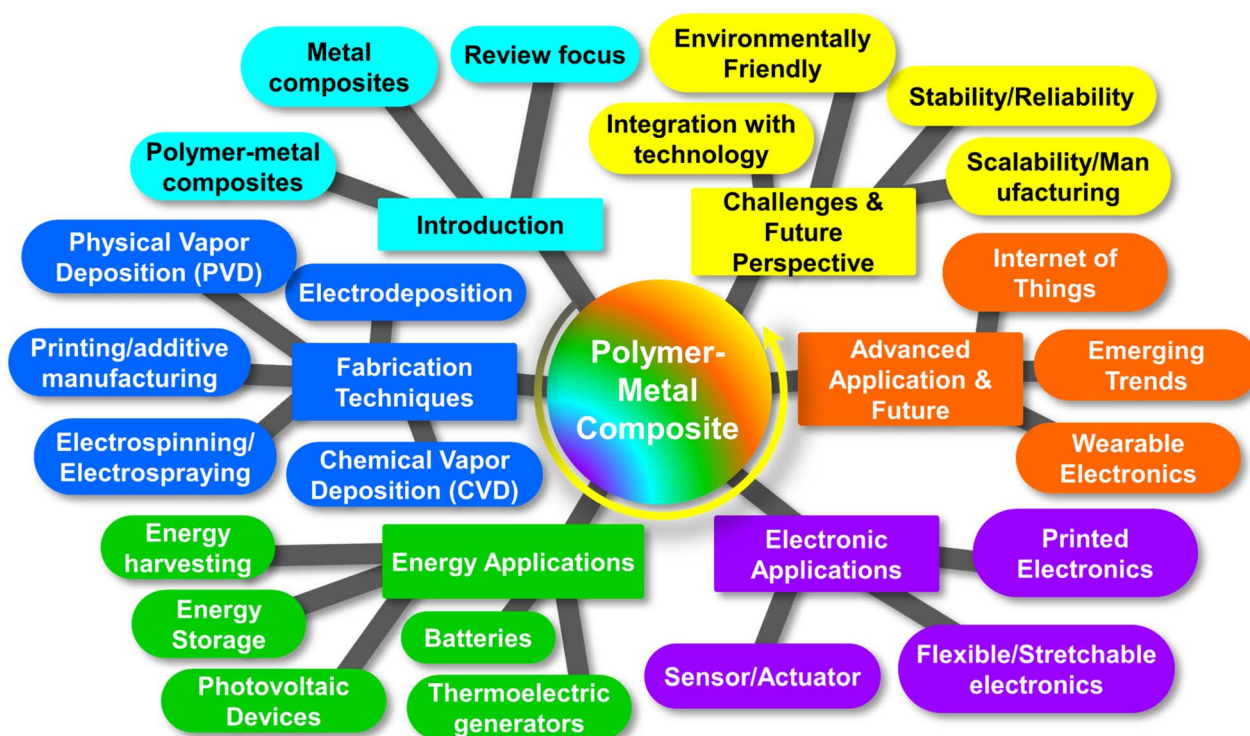 Metal
composites
Review focus
Polymer-metal
composites
Introduction
Environmentally
Friendly
Stability/Reliability
Integration with
technology
Scalability/Man
ufacturing
Challenges &
Future
Perspective
Physical Vapor
Deposition (PVD)
Electrodeposition
Printing/additive
manufacturing
Fabrication
Techniques
Electrospinning/
Electrospraying
Chemical Vapor
Deposition (CVD)
Polymer-
Metal
Composite
Internet of
Things
Advanced
Application &
Future
Emerging
Trends
Wearable
Electronics
Energy
harvesting
Energy Applications
Energy
Storage
Batteries
Photovoltaic
Devices
Thermoelectric
generators
Electronic
Applications
Printed
Electronics
Sensor/Actuator
Flexible/Stretchable
electronics